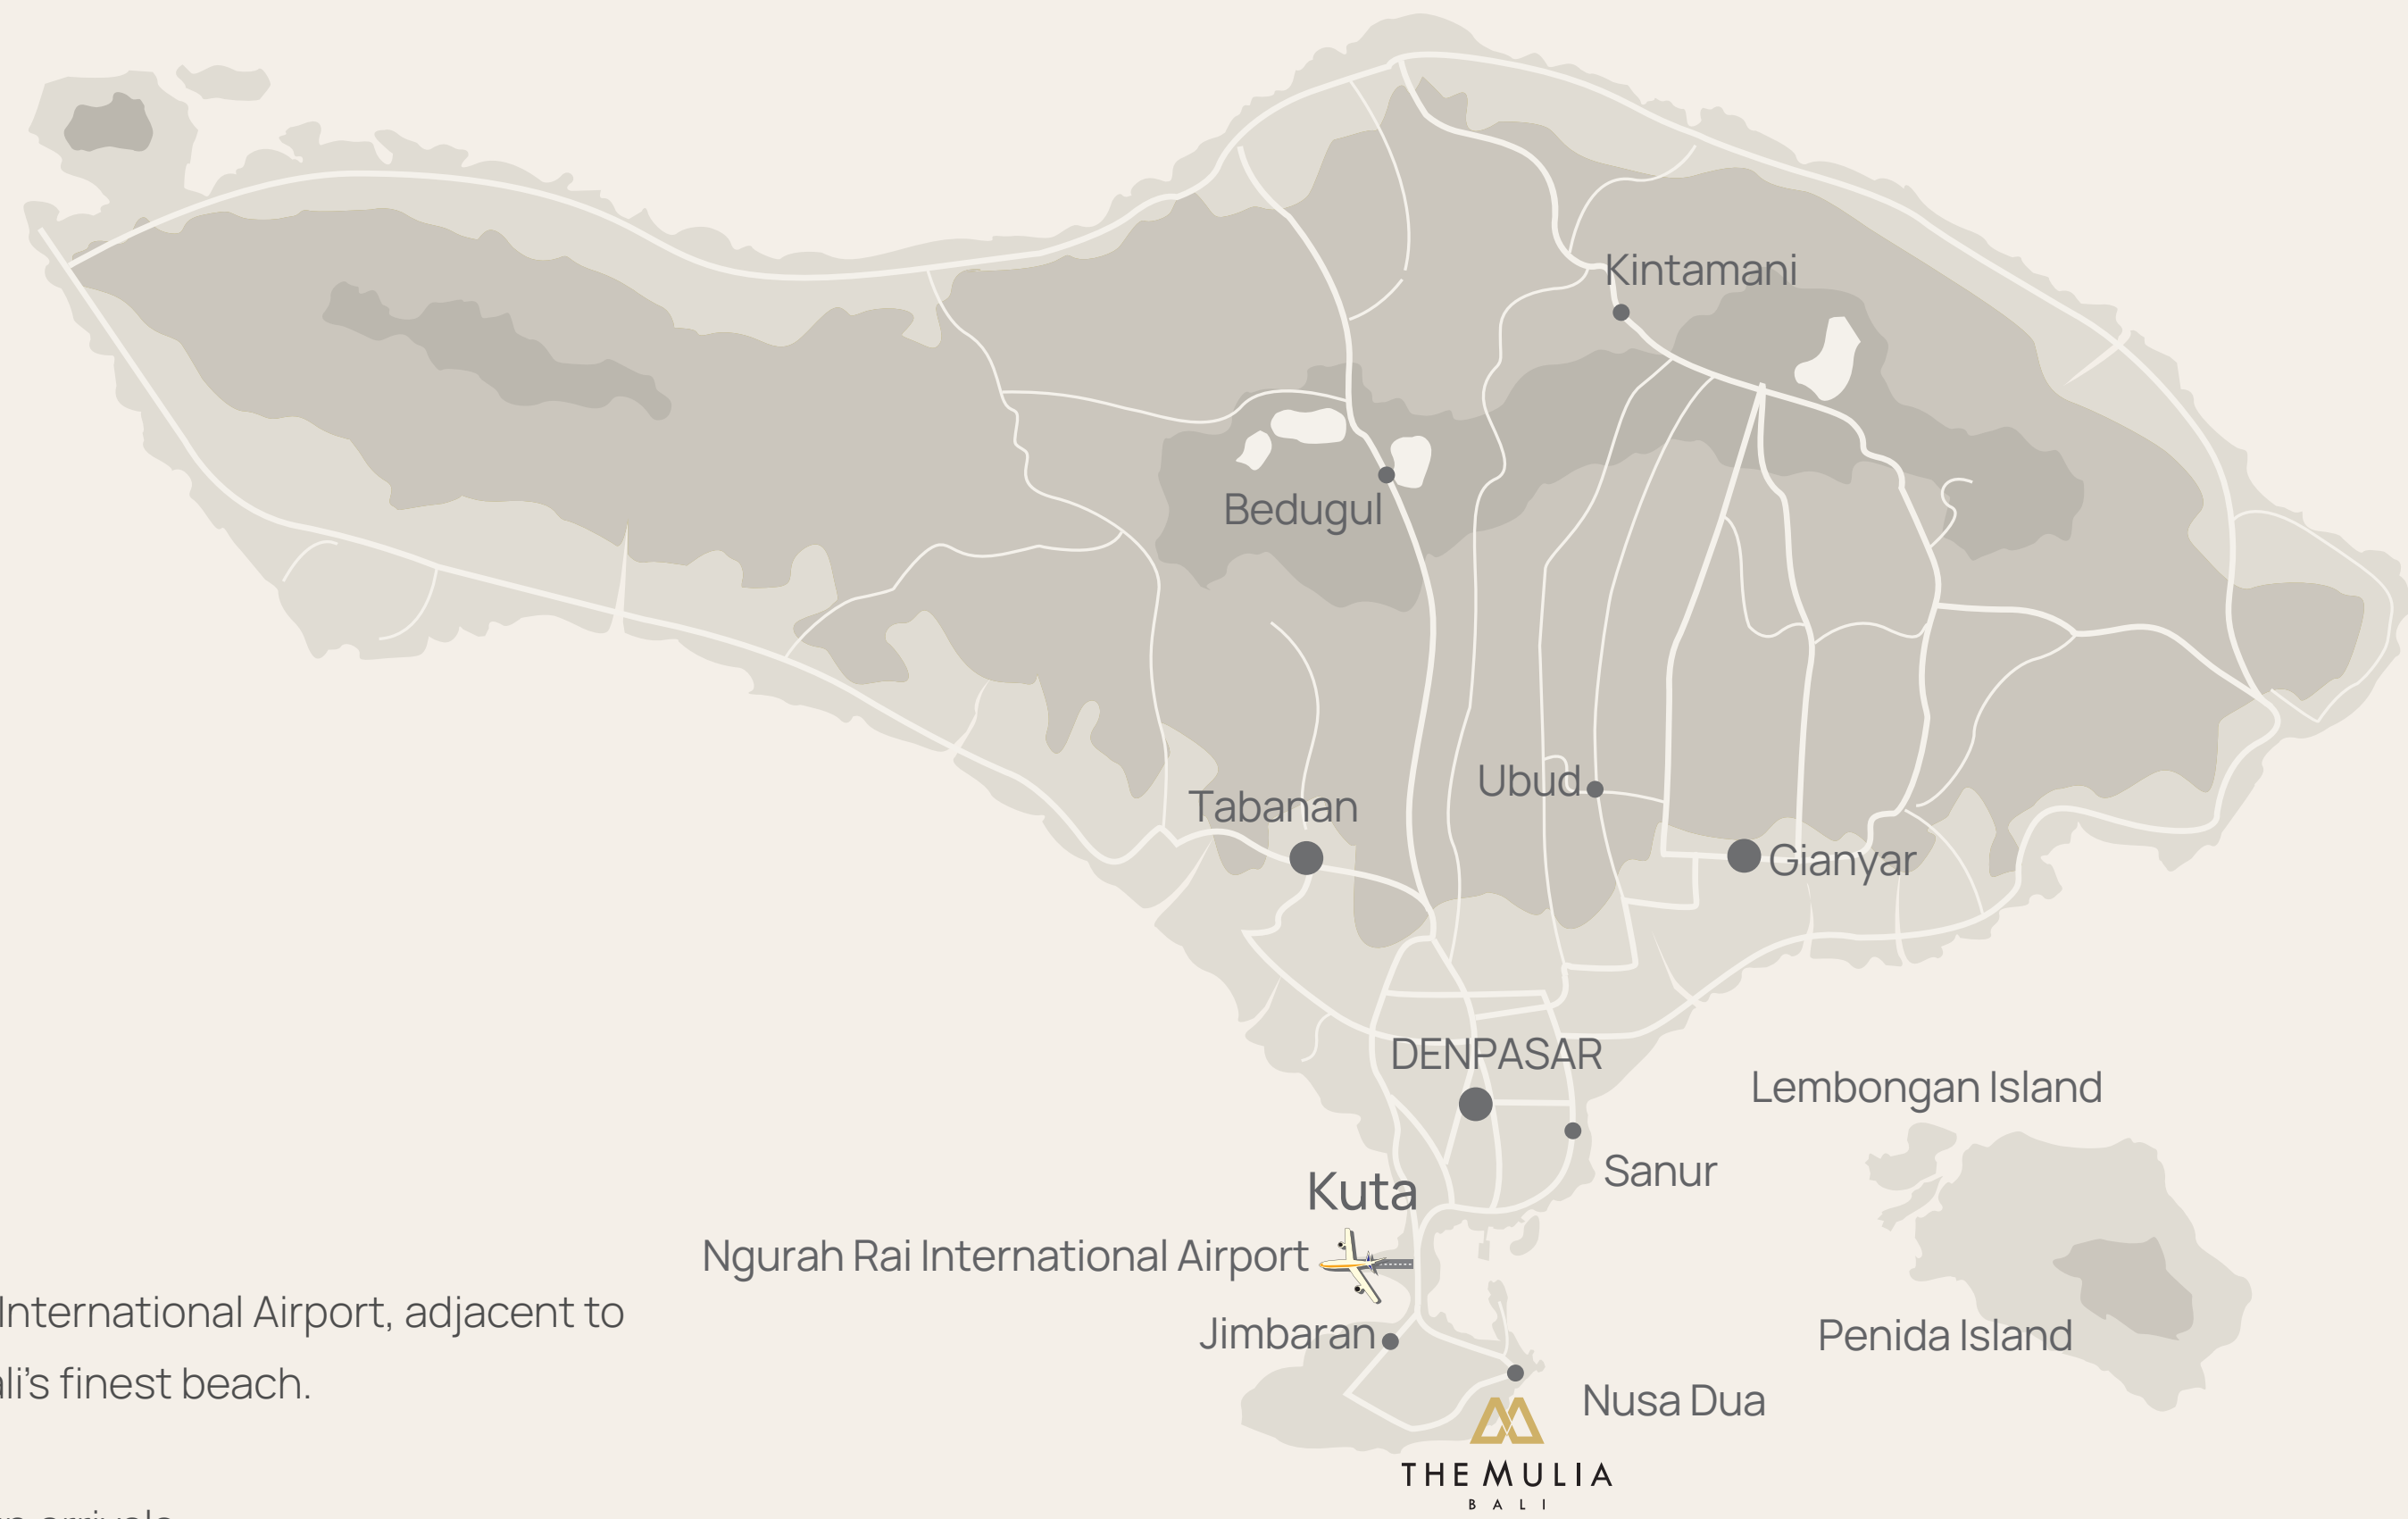 Kintamani
Bedugul
Ubud
Tabanan
Gianyar
DENPASAR
Lembongan Island
Sanur
Kuta
Ngurah Rai International Airport
International Airport, adjacent to
Jimbaran
Penida Island
finest beach.
Nusa Dua
THE MULIA
BALI
arrivals